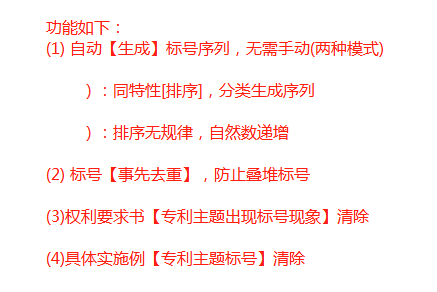 功能如下：
(1) 自动【生成】标号序列，无需手动(两种模式)
）：同特性[排序]，分类生成序列
）：排序无规律，自然数递增
(2) 标号【事先去重】，防止叠堆标号
(3)权利要求书【专利主题出现标号现象】清除
(4)具体实施例【专利主题标号】清除